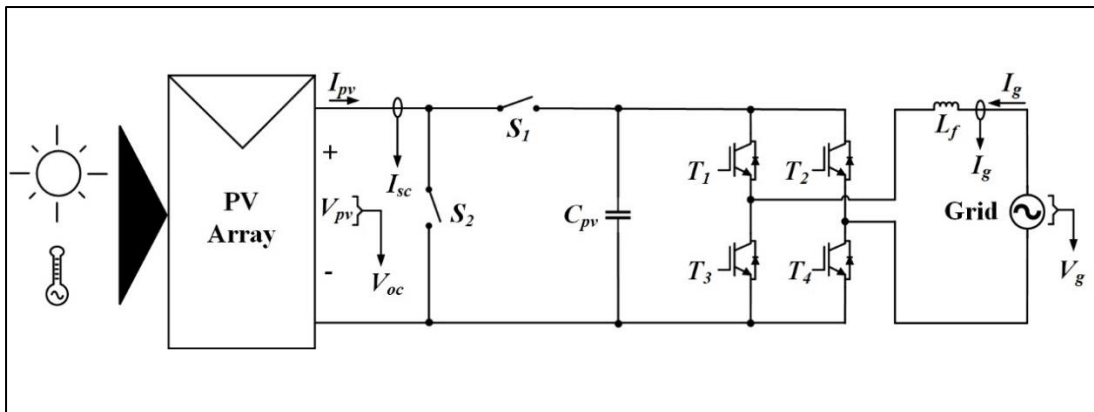 I_pv
+
V_pv
-
I_sc
V_oc
PV
Array
S_1
S_2
C_pv
T_1
T_2
T_3
T_4
L_f
I_g
I_g
Grid
V_g